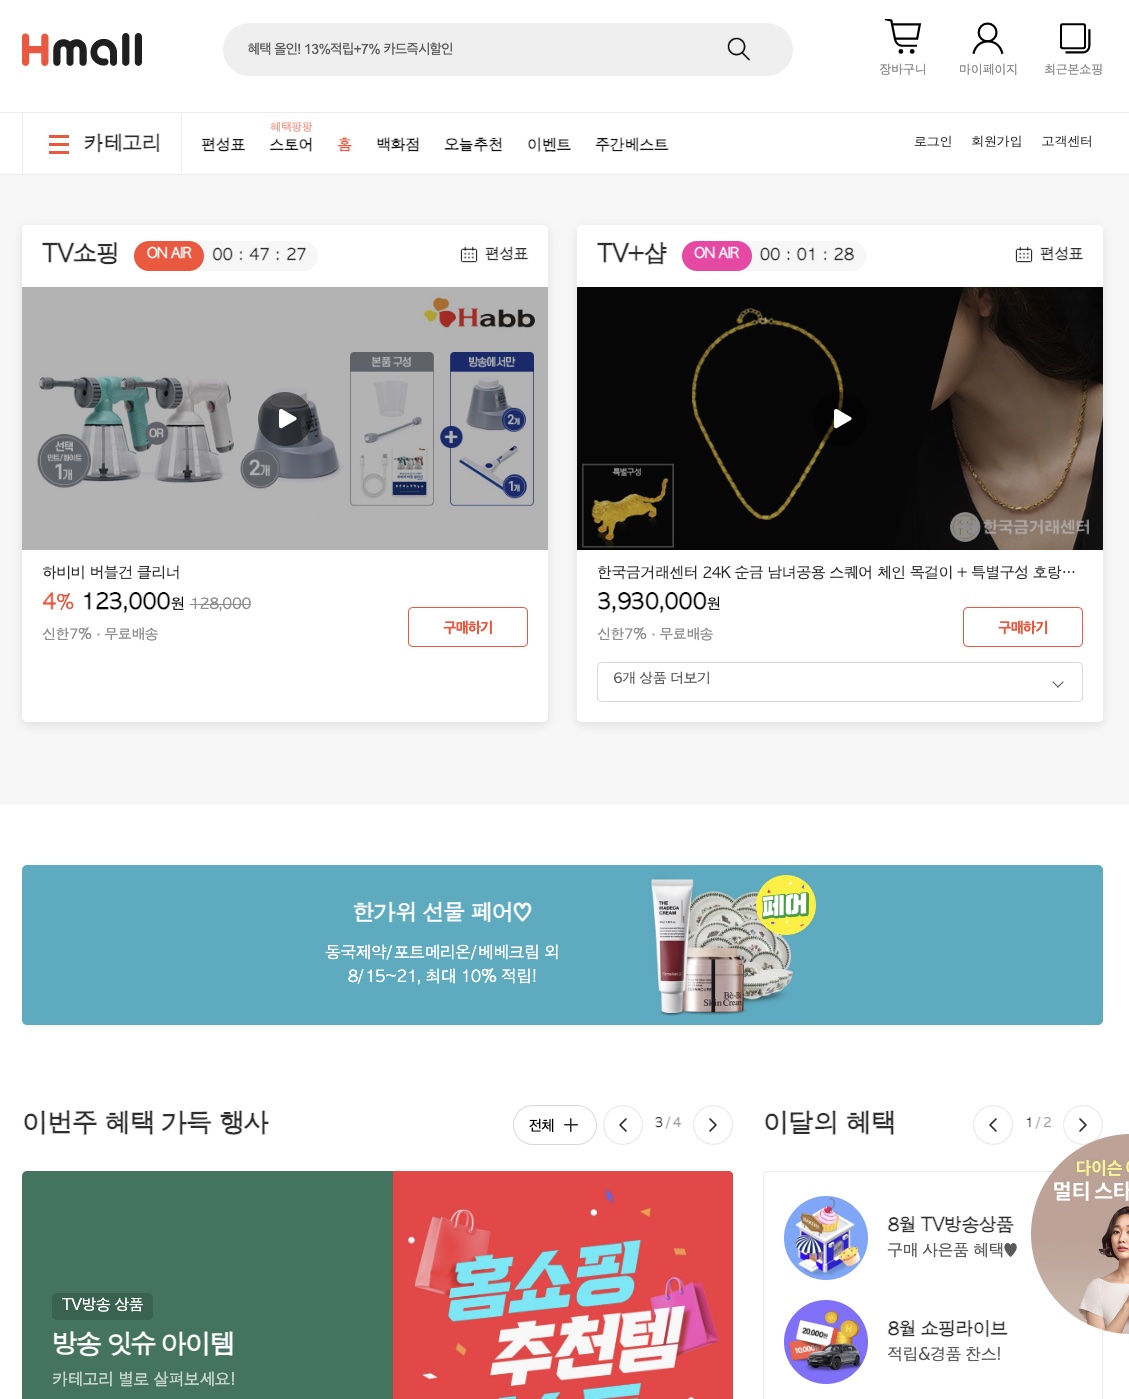 Hmall
혜택 올인! 13%적립+7% 카드즉시할인
장바구니
마이페이지
최근본쇼핑
카테고리
편성표
혜택팡팡
스토어
홈
백화점
오늘추천
이벤트
주간베스트
로그인
회원가입
고객센터
TV쇼핑
ON AIR
00 : 47 : 27
편성표
Habb
본품 구성
방송에서만
선택
민트/화이트
1개
OR
2개
2개
1개
하비비 버블건 클리너
4% 123,000원 128,000
신한7% · 무료배송
구매하기
TV+샵
ON AIR
00 : 01 : 28
편성표
특별구성
한국금거래센터
한국금거래센터 24K 순금 남녀공용 스퀘어 체인 목걸이 + 특별구성 호랑…
3,930,000원
신한7% · 무료배송
구매하기
6개 상품 더보기
한가위 선물 페어♡
동국제약/포트메리온/베베크림 외
8/15~21, 최대 10% 적립!
THE
MADECA
CREAM
Bè-Bè
Skin Cream
페어
이번주 혜택 가득 행사
전체
3 / 4
TV방송 상품
방송 잇슈 아이템
카테고리 별로 살펴보세요!
홈쇼핑
추천템
이달의 혜택
1 / 2
8월 TV방송상품
구매 사은품 혜택♥
20,000원
10,000
8월 쇼핑라이브
적립&경품 찬스!
다이슨
멀티 스타